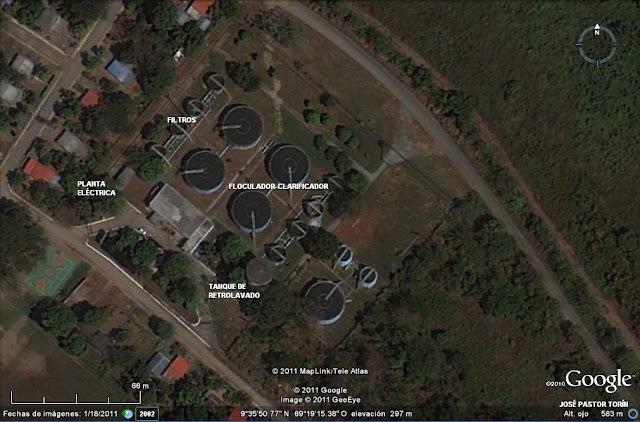 N
FILTROS
PLANTA
ELÉCTRICA
FLOCULADOR-CLARIFICADOR
TANQUE DE
RETROLAVADO
© 2011 MapLink/Tele Atlas
© 2011 Google
Image © 2011 GeoEye
©2010 Google
JOSÉ PASTOR TORÍN
66 m
Fechas de imágenes: 1/18/2011 2002 9°35'50.77" N 69°19'15.38" O elevación 297 m Alt. ojo 583 m